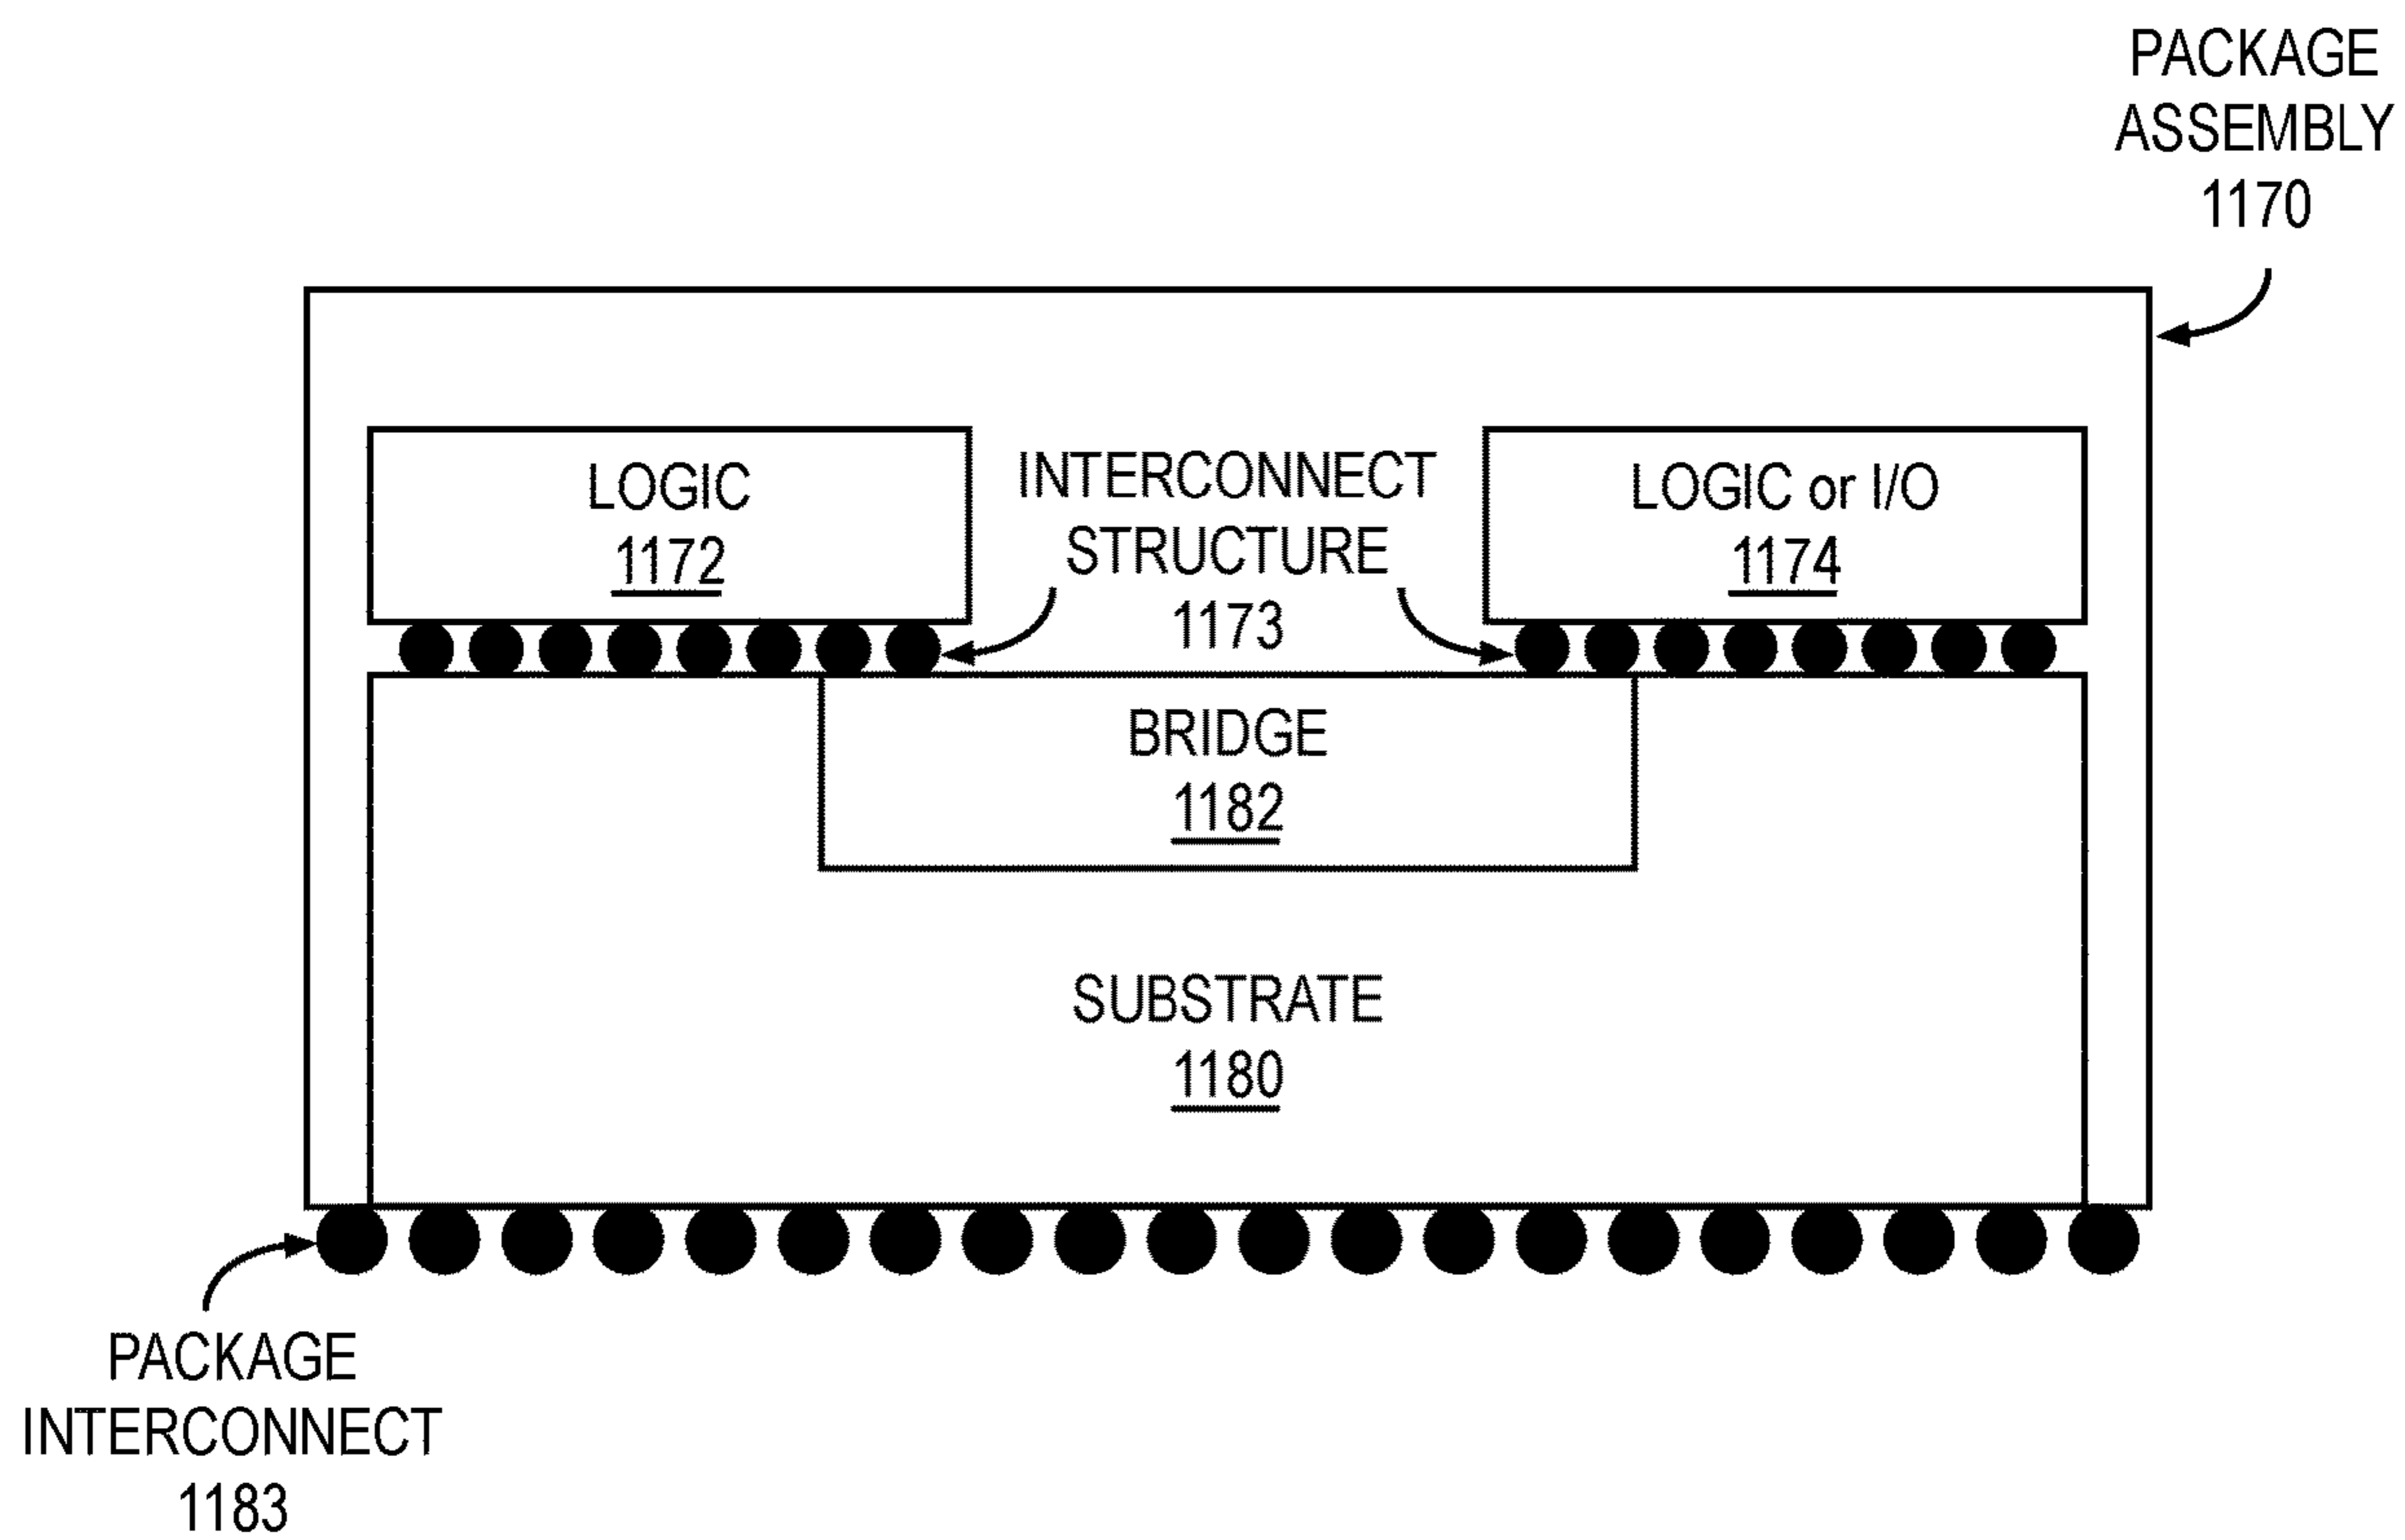 PACKAGE
ASSEMBLY
1170
LOGIC
1172
INTERCONNECT
STRUCTURE
1173
LOGIC or I/O
1174
BRIDGE
1182
SUBSTRATE
1180
PACKAGE
INTERCONNECT
1183